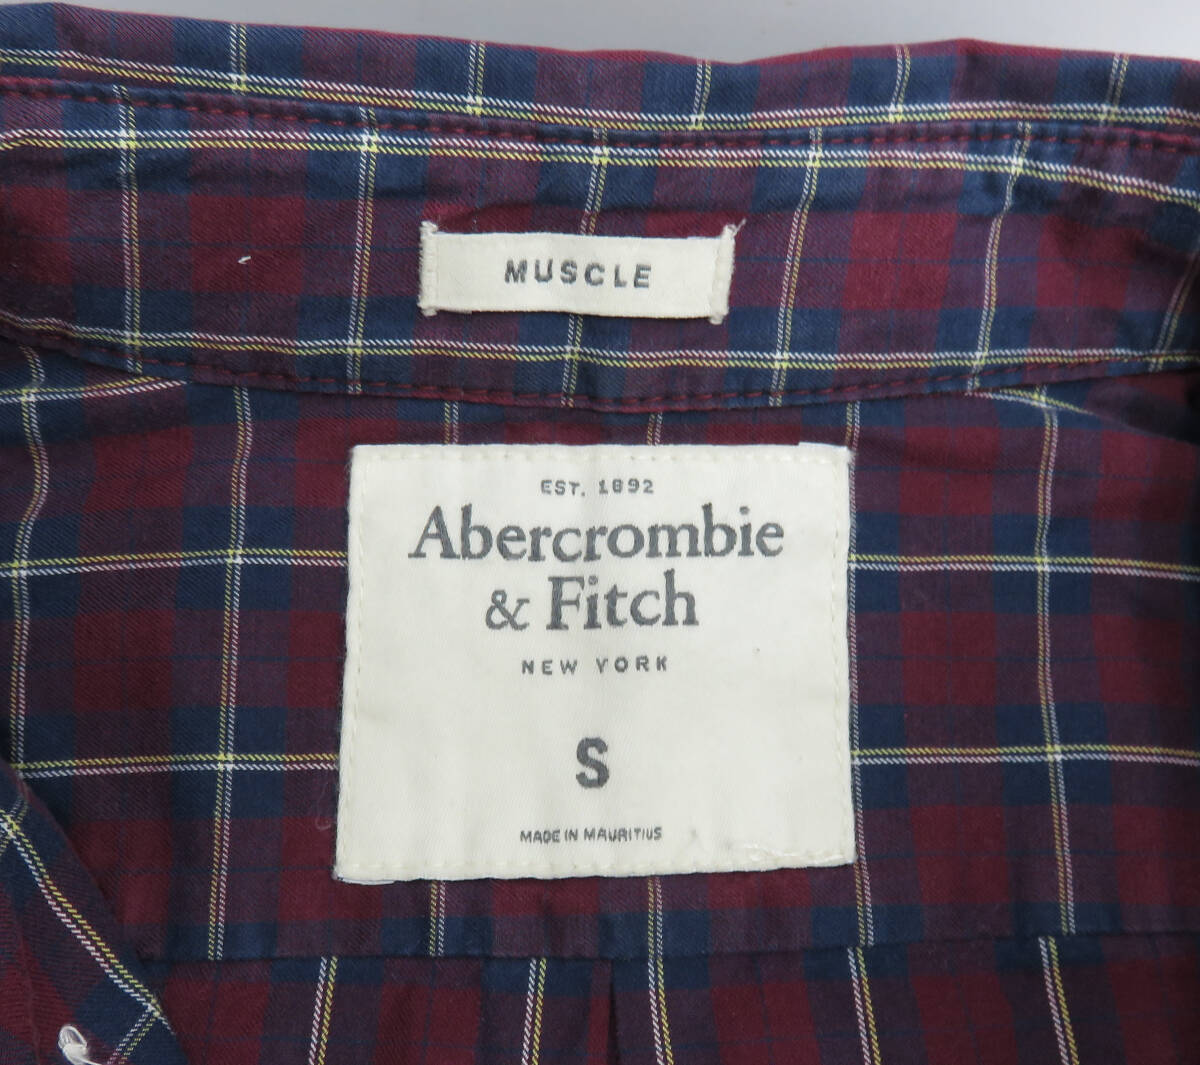 MUSCLE
EST. 1892
Abercrombie
& Fitch
NEW YORK
S
MADE IN MAURITIUS